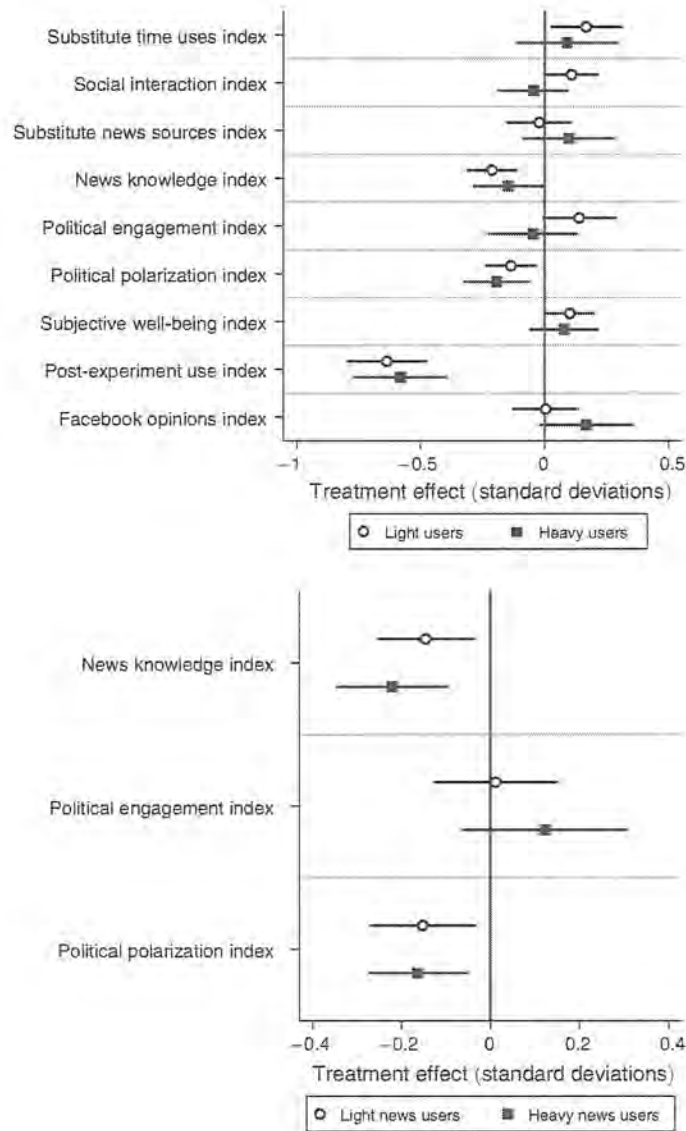 Substitute time uses index
Social interaction index
Substitute news sources index
News knowledge index
Political engagement index
Political polarization index
Subjective well-being index
Post-experiment use index
Facebook opinions index
−1 −0.5 0 0.5
Treatment effect (standard deviations)
Light users Heavy users
News knowledge index
Political engagement index
Political polarization index
−0.4 −0.2 0 0.2 0.4
Treatment effect (standard deviations)
Light news users Heavy news users